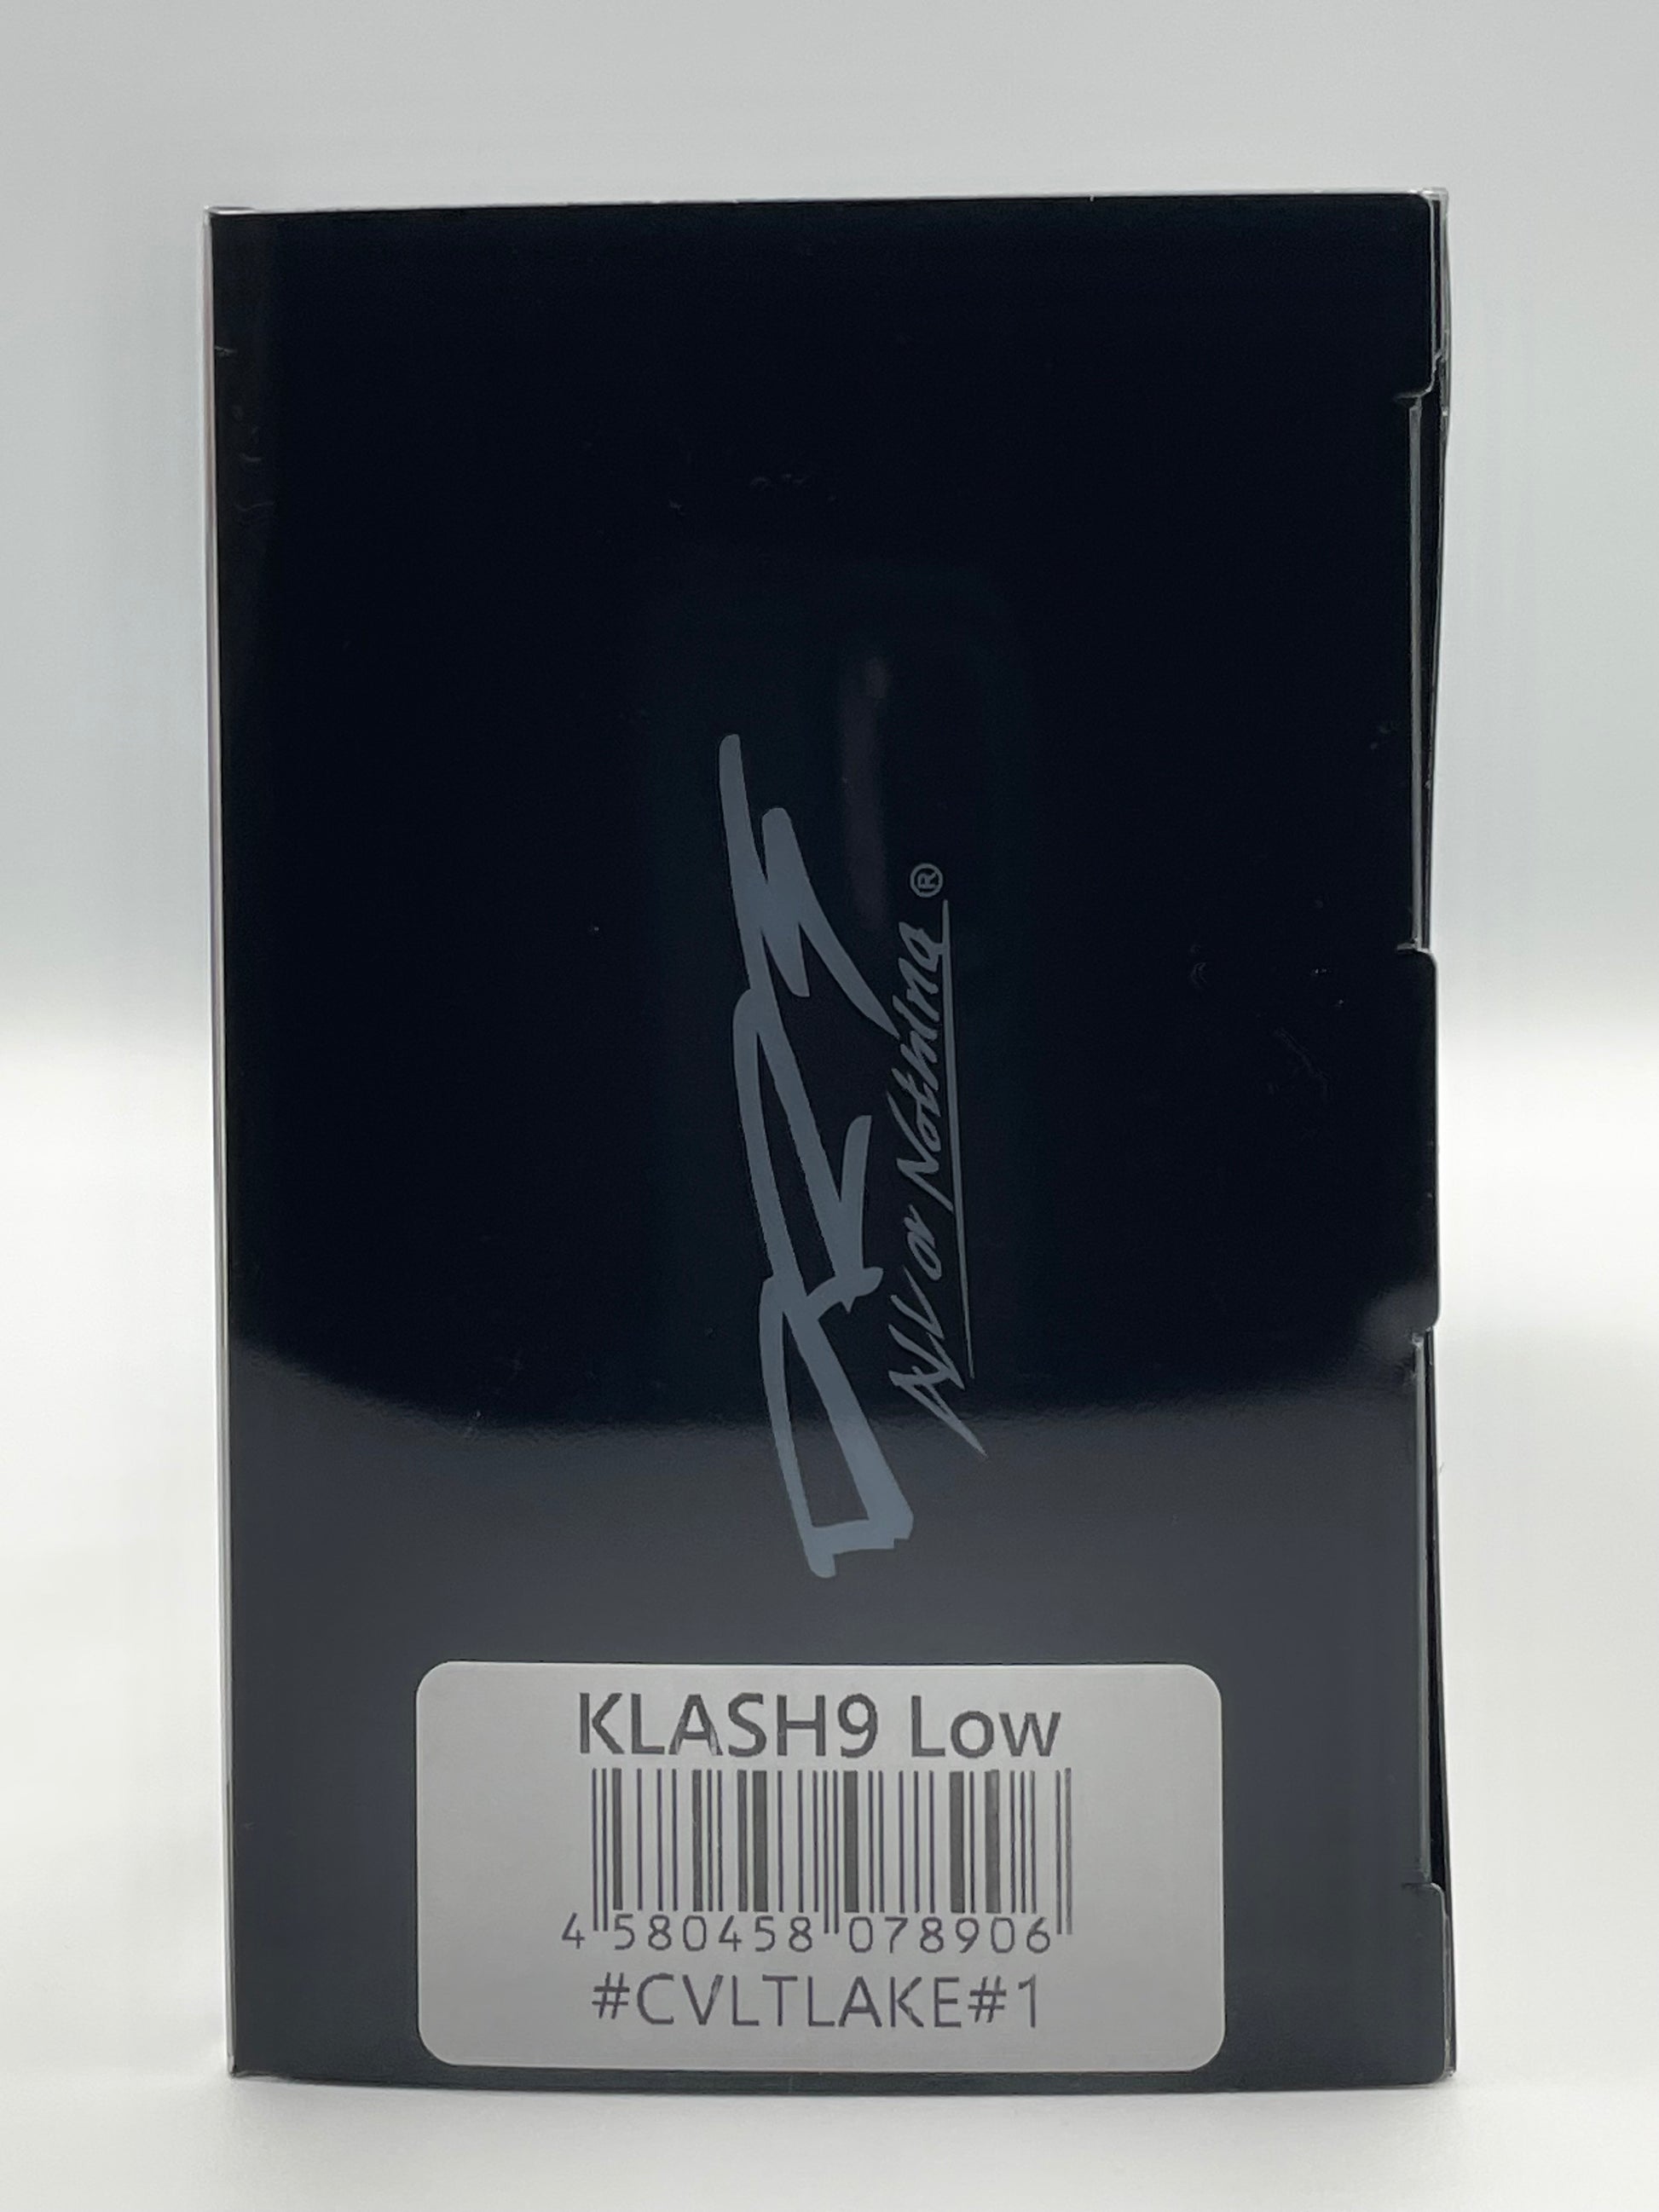 All or Nothing ®
KLASH9 Low
4 580458 078906
#CVLTLAKE#1